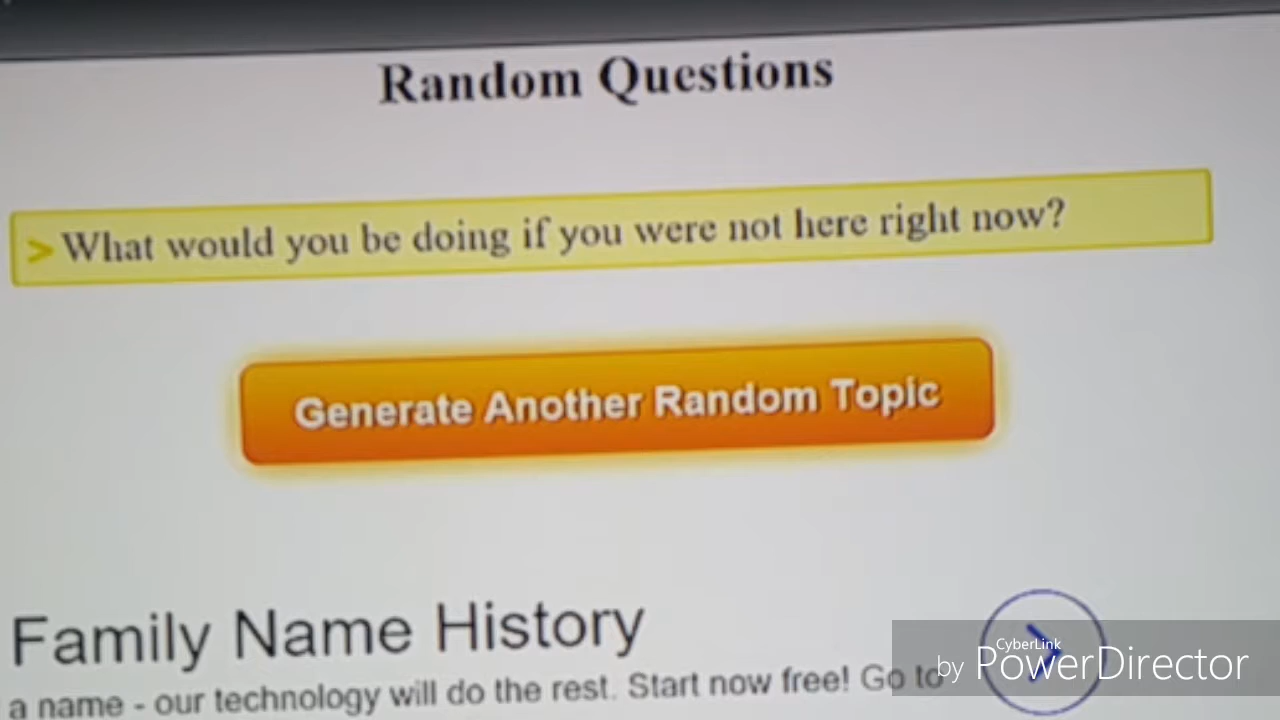 Random Questions
> What would you be doing if you were not here right now?
Generate Another Random Topic
Family Name History
a name - our technology will do the rest. Start now free! Go to
CyberLink
by PowerDirector